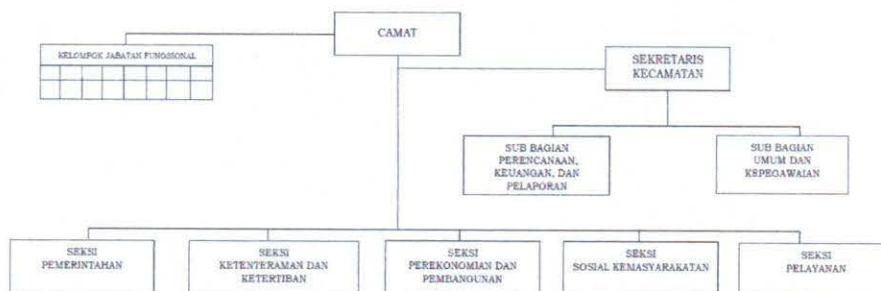 CAMAT
KELOMPOK JABATAN FUNGSIONAL
SEKRETARIS
KECAMATAN
SUB BAGIAN
PERENCANAAN,
KEUANGAN, DAN
PELAPORAN
SUB BAGIAN
UMUM DAN
KEPEGAWAIAN
SEKSI
PEMERINTAHAN
SEKSI
KETENTERAMAN DAN
KETERTIBAN
SEKSI
PEREKONOMIAN DAN
PEMBANGUNAN
SEKSI
SOSIAL KEMASYARAKATAN
SEKSI
PELAYANAN